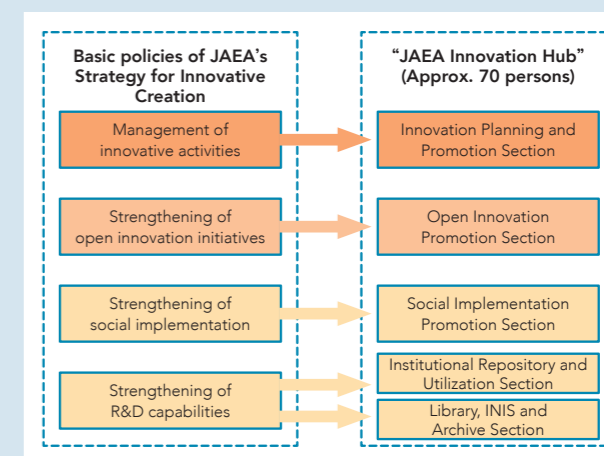 Basic policies of JAEA's
Strategy for Innovative
Creation
Management of
innovative activities
Strengthening of
open innovation initiatives
Strengthening of
social implementation
Strengthening of
R&D capabilities
“JAEA Innovation Hub”
(Approx. 70 persons)
Innovation Planning and
Promotion Section
Open Innovation
Promotion Section
Social Implementation
Promotion Section
Institutional Repository and
Utilization Section
Library, INIS and
Archive Section